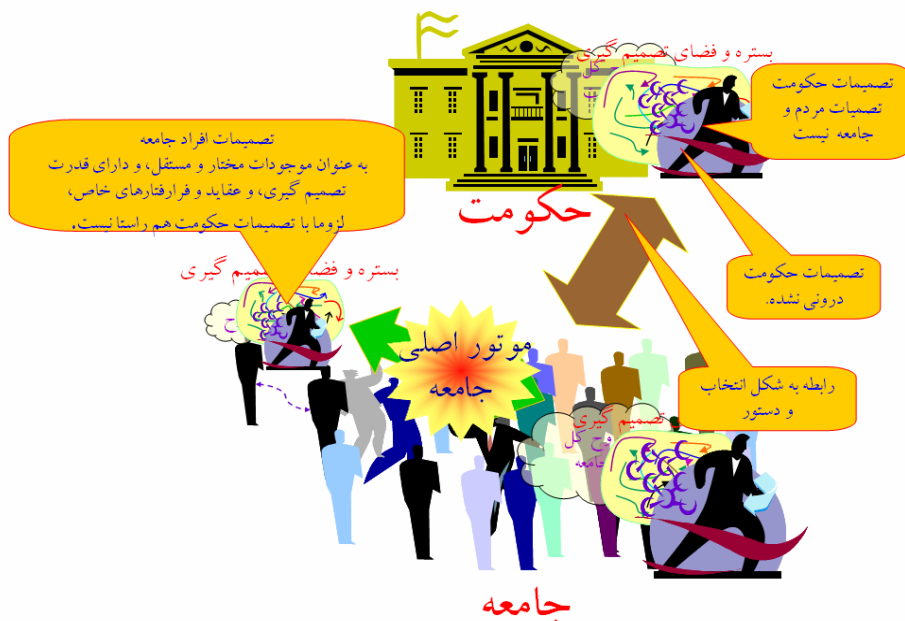 بستره و فضای تصمیم گیری
کل
تصمیمات حکومت
تصمیات مردم و
جامعه نیست
تصمیمات افراد جامعه
به عنوان موجودات مختار و مستقل، و دارای قدرت
تصمیم گیری، و عقاید و قرارفتارهای خاص،
لزوما با تصمیمات حکومت هم راستا نیست.
حکومت
تصمیمات حکومت
درونی نشده.
بستره و فضای تصمیم گیری
موتور اصلی
جامعه
رابطه به شکل انتخاب
و دستور
تصمیم گیری
کل
جامعه
جامعه